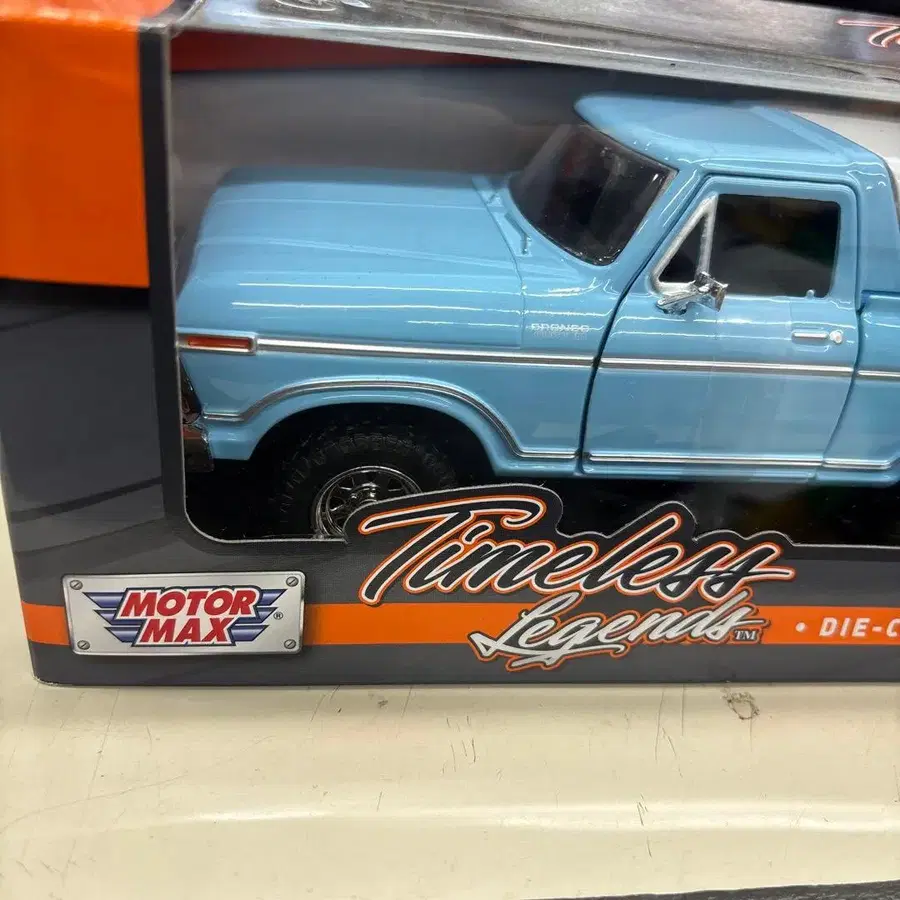 BRONCO
MOTOR
MAX
®
Timeless
Legends™
• DIE-C